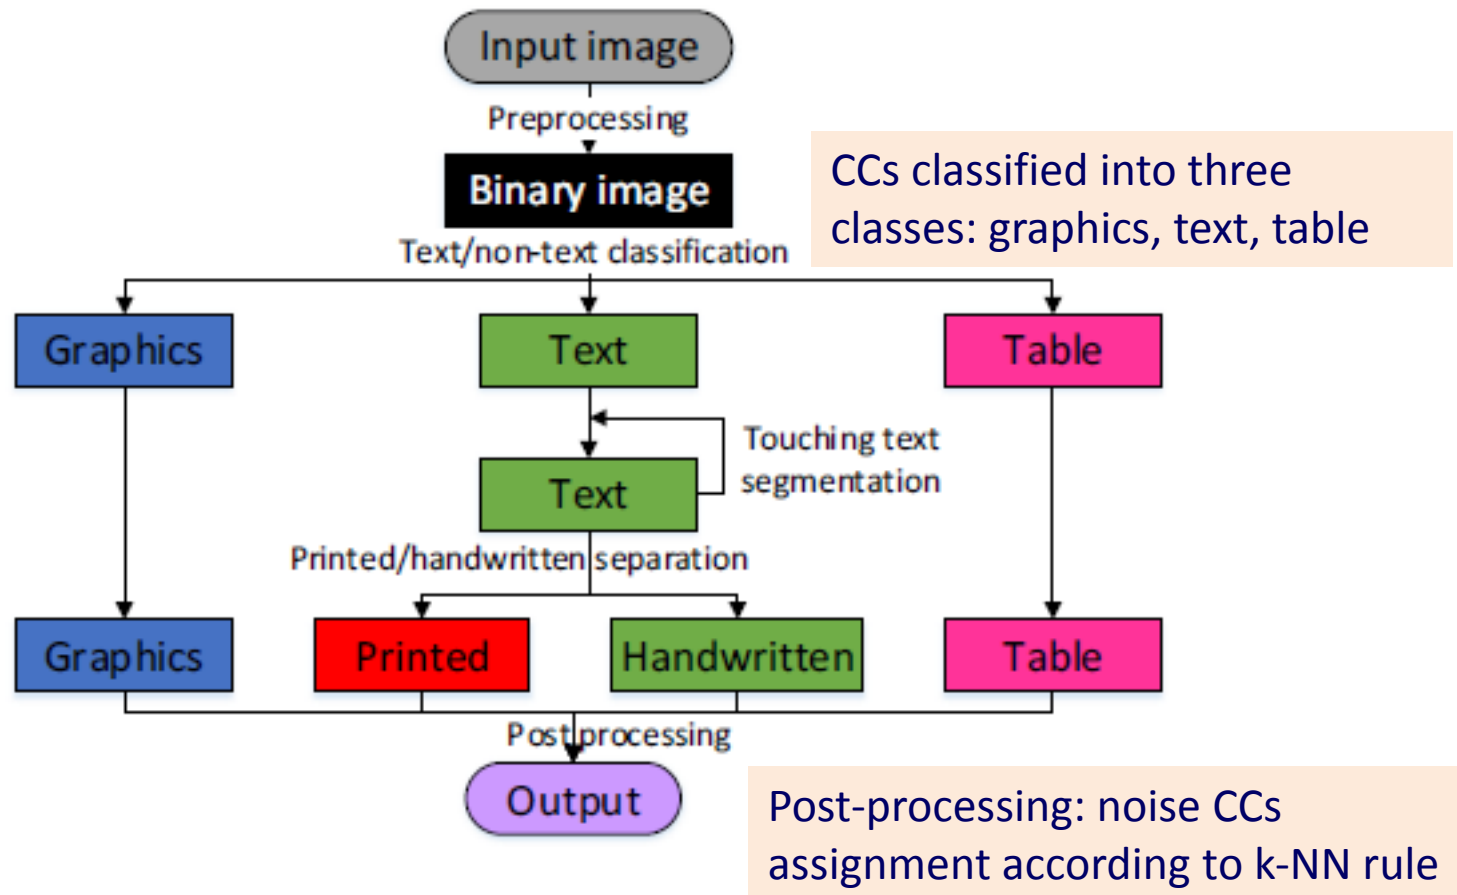 Input image
Preprocessing
Binary image
CCs classified into three
classes: graphics, text, table
Text/non-text classification
Graphics
Text
Table
Touching text
segmentation
Text
Printed/handwritten separation
Graphics
Printed
Handwritten
Table
Post processing
Output
Post-processing: noise CCs
assignment according to k-NN rule